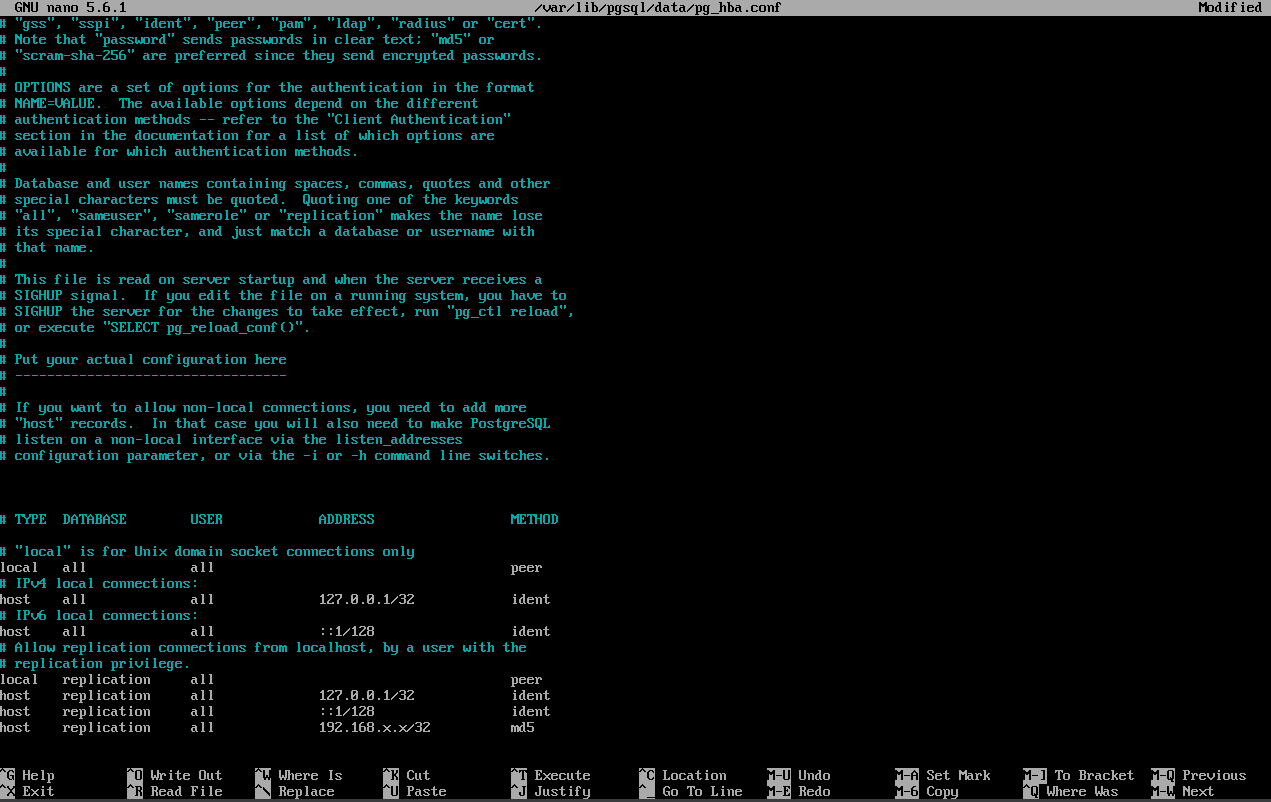 GNU nano 5.6.1 /var/lib/pgsql/data/pg_hba.conf Modified
# "gss", "sspi", "ident", "peer", "pam", "ldap", "radius" or "cert".
# Note that "password" sends passwords in clear text; "md5" or
# "scram-sha-256" are preferred since they send encrypted passwords.
#
# OPTIONS are a set of options for the authentication in the format
# NAME=VALUE.  The available options depend on the different
# authentication methods -- refer to the "Client Authentication"
# section in the documentation for a list of which options are
# available for which authentication methods.
#
# Database and user names containing spaces, commas, quotes and other
# special characters must be quoted.  Quoting one of the keywords
# "all", "sameuser", "samerole" or "replication" makes the name lose
# its special character, and just match a database or username with
# that name.
#
# This file is read on server startup and when the server receives a
# SIGHUP signal.  If you edit the file on a running system, you have to
# SIGHUP the server for the changes to take effect, run "pg_ctl reload",
# or execute "SELECT pg_reload_conf()".
#
# Put your actual configuration here
# ----------------------------------
#
# If you want to allow non-local connections, you need to add more
# "host" records.  In that case you will also need to make PostgreSQL
# listen on a non-local interface via the listen_addresses
# configuration parameter, or via the -i or -h command line switches.
# TYPE  DATABASE        USER            ADDRESS                 METHOD
# "local" is for Unix domain socket connections only
local   all             all                                     peer
# IPv4 local connections:
host    all             all             127.0.0.1/32            ident
# IPv6 local connections:
host    all             all             ::1/128                 ident
# Allow replication connections from localhost, by a user with the
# replication privilege.
local   replication     all                                     peer
host    replication     all             127.0.0.1/32            ident
host    replication     all             ::1/128                 ident
host    replication     all             192.168.x.x/32          md5
^G Help ^O Write Out ^W Where Is ^K Cut ^T Execute ^C Location M-U Undo M-A Set Mark M-] To Bracket M-Q Previous
^X Exit ^R Read File ^\ Replace ^U Paste ^J Justify ^_ Go To Line M-E Redo M-6 Copy ^Q Where Was M-W Next